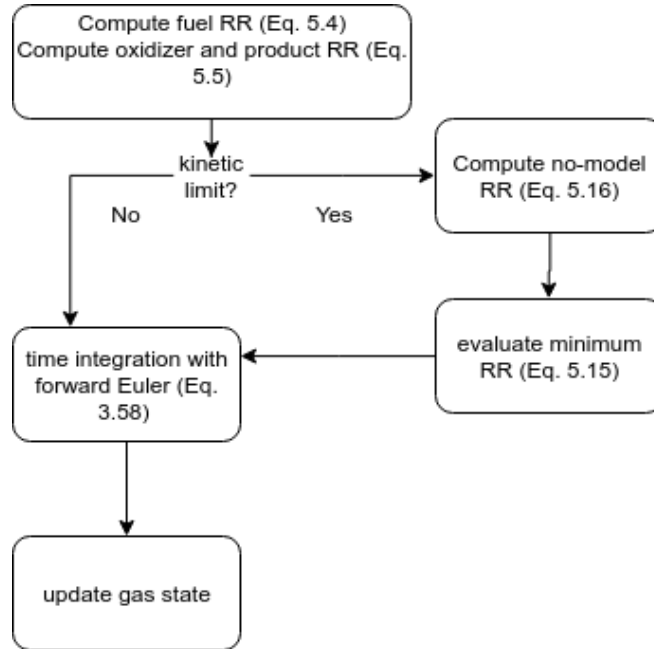 Compute fuel RR (Eq. 5.4)
Compute oxidizer and product RR (Eq.
5.5)
kinetic
limit?
No
Yes
Compute no-model
RR (Eq. 5.16)
evaluate minimum
RR (Eq. 5.15)
time integration with
forward Euler (Eq.
3.58)
update gas state